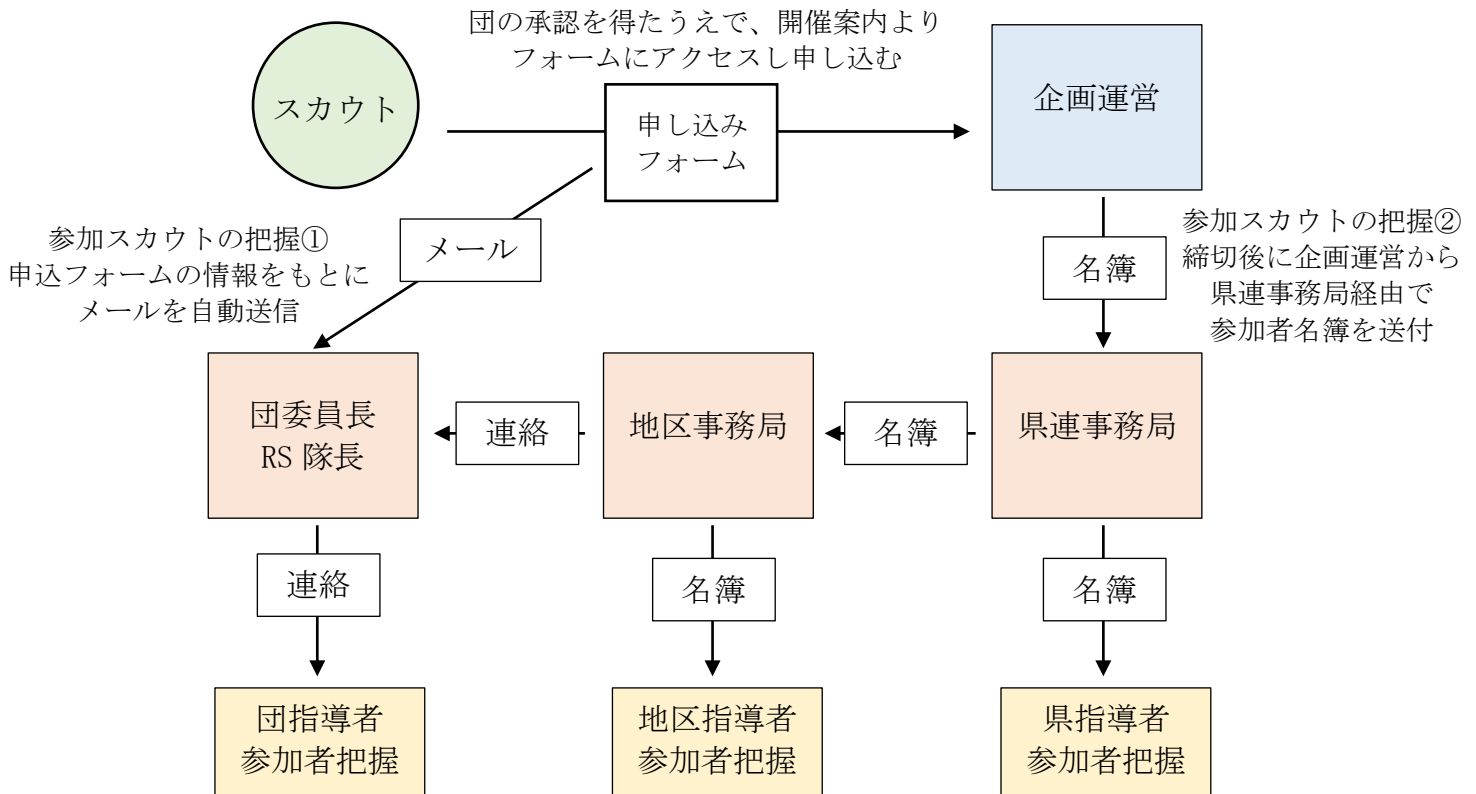 団の承認を得たうえで、開催案内より
フォームにアクセスし申し込む
スカウト
申し込み
フォーム
企画運営
参加スカウトの把握①
申込フォームの情報をもとに
メールを自動送信
メール
名簿
参加スカウトの把握②
締切後に企画運営から
県連事務局経由で
参加者名簿を送付
団委員長
RS 隊長
連絡
地区事務局
名簿
県連事務局
連絡
名簿
名簿
団指導者
参加者把握
地区指導者
参加者把握
県指導者
参加者把握